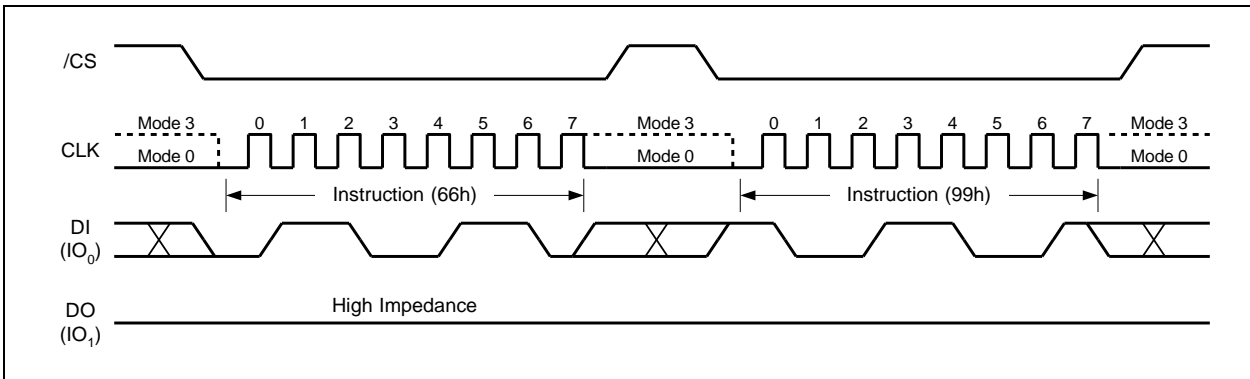 /CS
Mode 3 0 1 2 3 4 5 6 7 Mode 3 0 1 2 3 4 5 6 7 Mode 3
CLK
Mode 0 Mode 0 Mode 0
Instruction (66h) Instruction (99h)
DI
(IO0)
High Impedance
DO
(IO1)